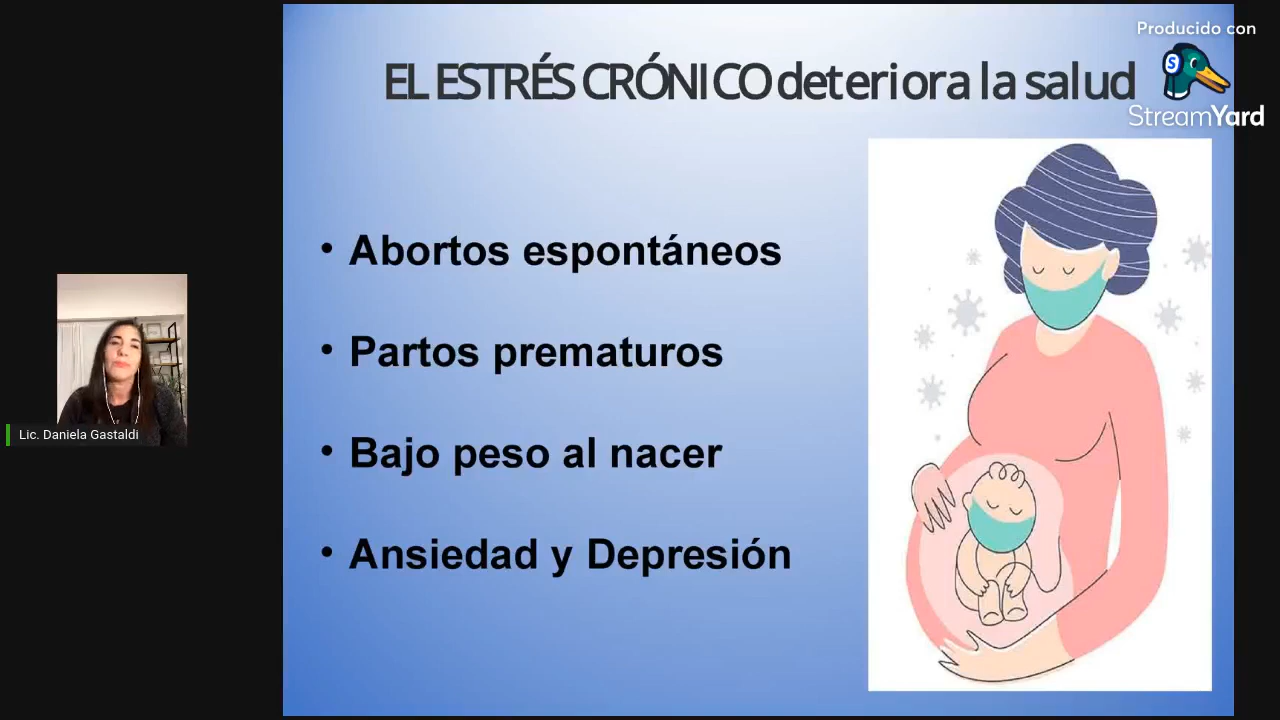 Producido con
StreamYard
EL ESTRÉS CRÓNICO deteriora la salud
• Abortos espontáneos
• Partos prematuros
• Bajo peso al nacer
• Ansiedad y Depresión
Lic. Daniela Gastaldi